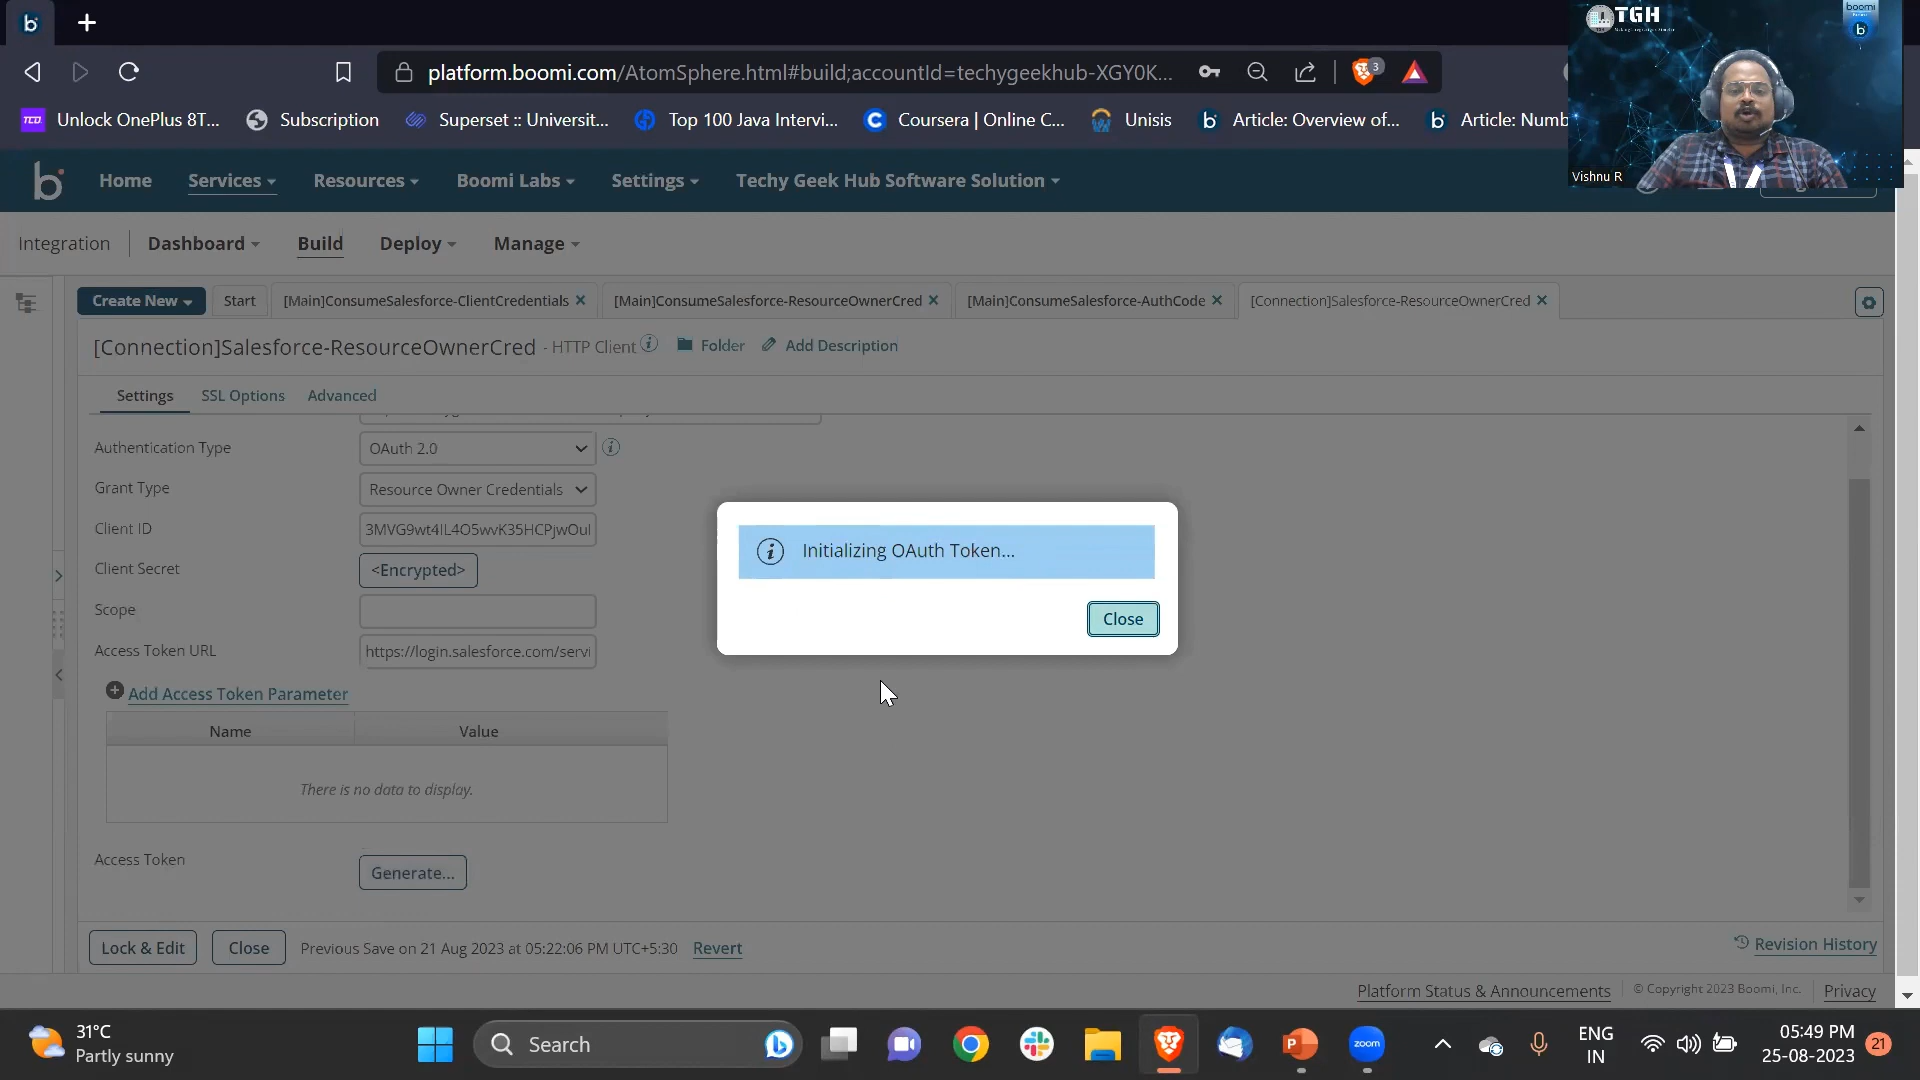 TGH
boomi
platform.boomi.com/AtomSphere.html#build;accountId=techygeekhub-XGY0K...
3
TCD Unlock OnePlus 8T... Subscription Superset :: Universit... Top 100 Java Intervi... Coursera | Online C... Unisis Article: Overview of... Article: Numb
Vishnu R
Home Services Resources Boomi Labs Settings Techy Geek Hub Software Solution
Integration Dashboard Build Deploy Manage
Create New Start [Main]ConsumeSalesforce-ClientCredentials [Main]ConsumeSalesforce-ResourceOwnerCred [Main]ConsumeSalesforce-AuthCode [Connection]Salesforce-ResourceOwnerCred
[Connection]Salesforce-ResourceOwnerCred - HTTP Client Folder Add Description
Settings SSL Options Advanced
Authentication Type OAuth 2.0
Grant Type Resource Owner Credentials
Client ID 3MVG9wt4IL4O5wvK35HCPjwOul
Client Secret <Encrypted>
Scope
Access Token URL https://login.salesforce.com/servi
Initializing OAuth Token...
Close
Add Access Token Parameter
Name Value
There is no data to display.
Access Token Generate...
Lock & Edit Close Previous Save on 21 Aug 2023 at 05:22:06 PM UTC+5:30 Revert Revision History
Platform Status & Announcements © Copyright 2023 Boomi, Inc. Privacy
31°C
Partly sunny
Search
zoom
ENG
IN
05:49 PM
25-08-2023
21